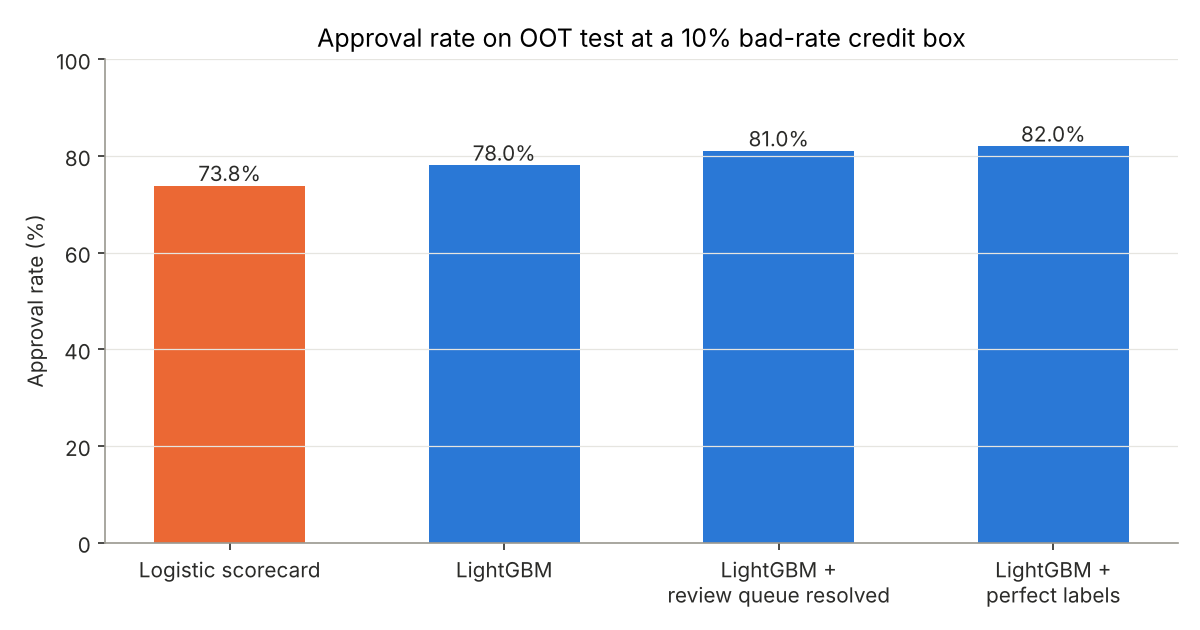 Approval rate on OOT test at a 10% bad-rate credit box
Approval rate (%)
100
80
60
40
20
0
73.8%
78.0%
81.0%
82.0%
Logistic scorecard
LightGBM
LightGBM +
review queue resolved
LightGBM +
perfect labels